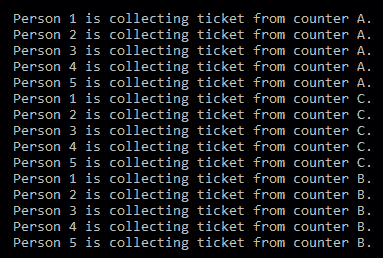 Person 1 is collecting ticket from counter A.
Person 2 is collecting ticket from counter A.
Person 3 is collecting ticket from counter A.
Person 4 is collecting ticket from counter A.
Person 5 is collecting ticket from counter A.
Person 1 is collecting ticket from counter C.
Person 2 is collecting ticket from counter C.
Person 3 is collecting ticket from counter C.
Person 4 is collecting ticket from counter C.
Person 5 is collecting ticket from counter C.
Person 1 is collecting ticket from counter B.
Person 2 is collecting ticket from counter B.
Person 3 is collecting ticket from counter B.
Person 4 is collecting ticket from counter B.
Person 5 is collecting ticket from counter B.